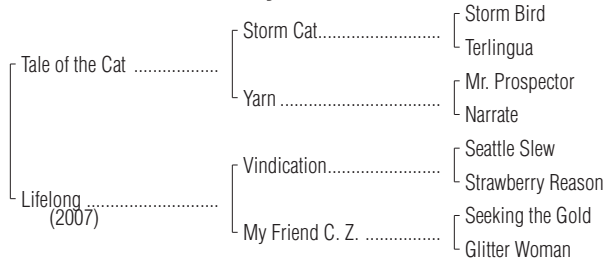 Storm Bird
Storm Cat........................
Terlingua
Tale of the Cat .................
Mr. Prospector
Yarn ................................
Narrate
Seattle Slew
Vindication......................
Strawberry Reason
Lifelong ..........................
(2007)
Seeking the Gold
My Friend C. Z. ...............
Glitter Woman